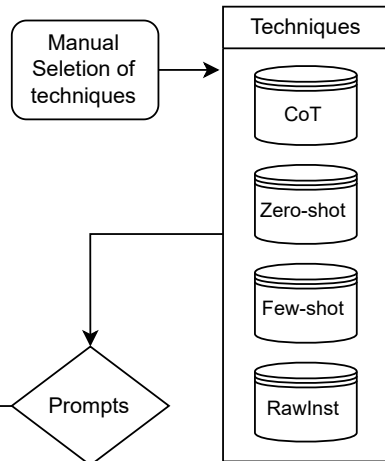 Manual
Seletion of
techniques
Techniques
CoT
Zero-shot
Few-shot
RawInst
Prompts